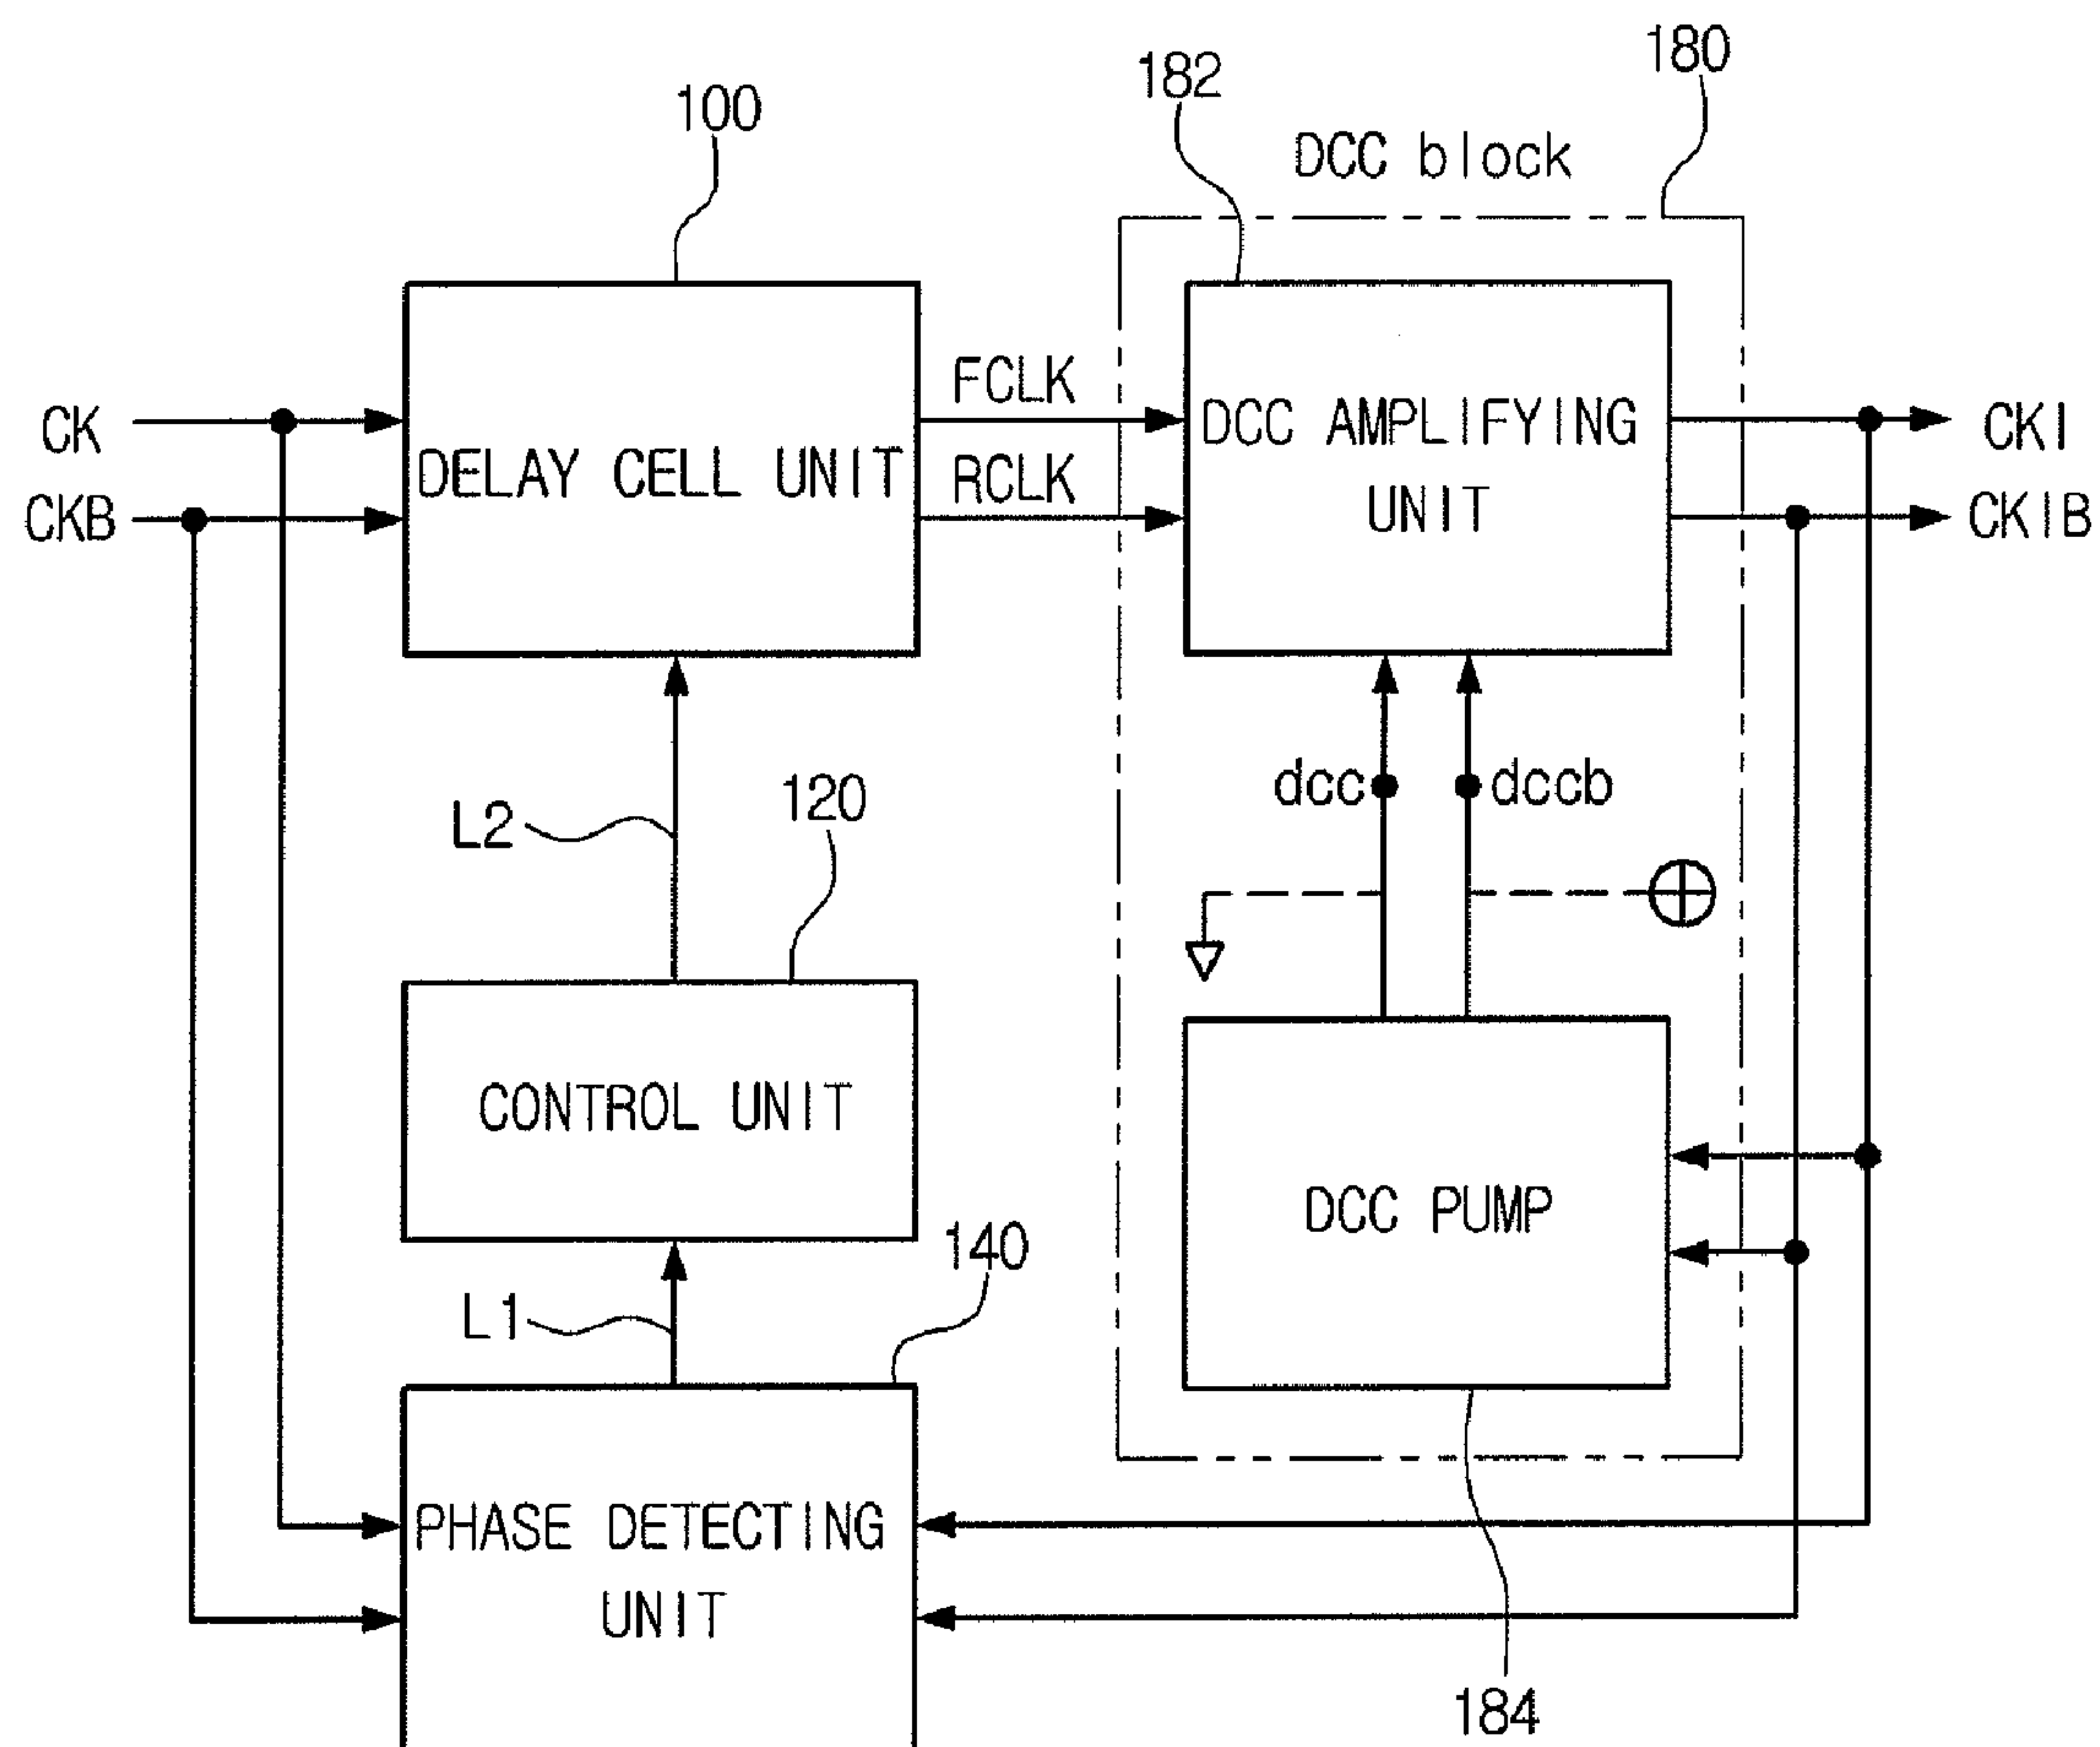 180
182
100
DCC block
FCLK
CK
DELAY CELL UNIT
DCC AMPLIFYING
UNIT
CKI
RCLK
CKB
CKIB
dcc
dccb
L2
120
CONTROL UNIT
DCC PUMP
140
L1
PHASE DETECTING
UNIT
184